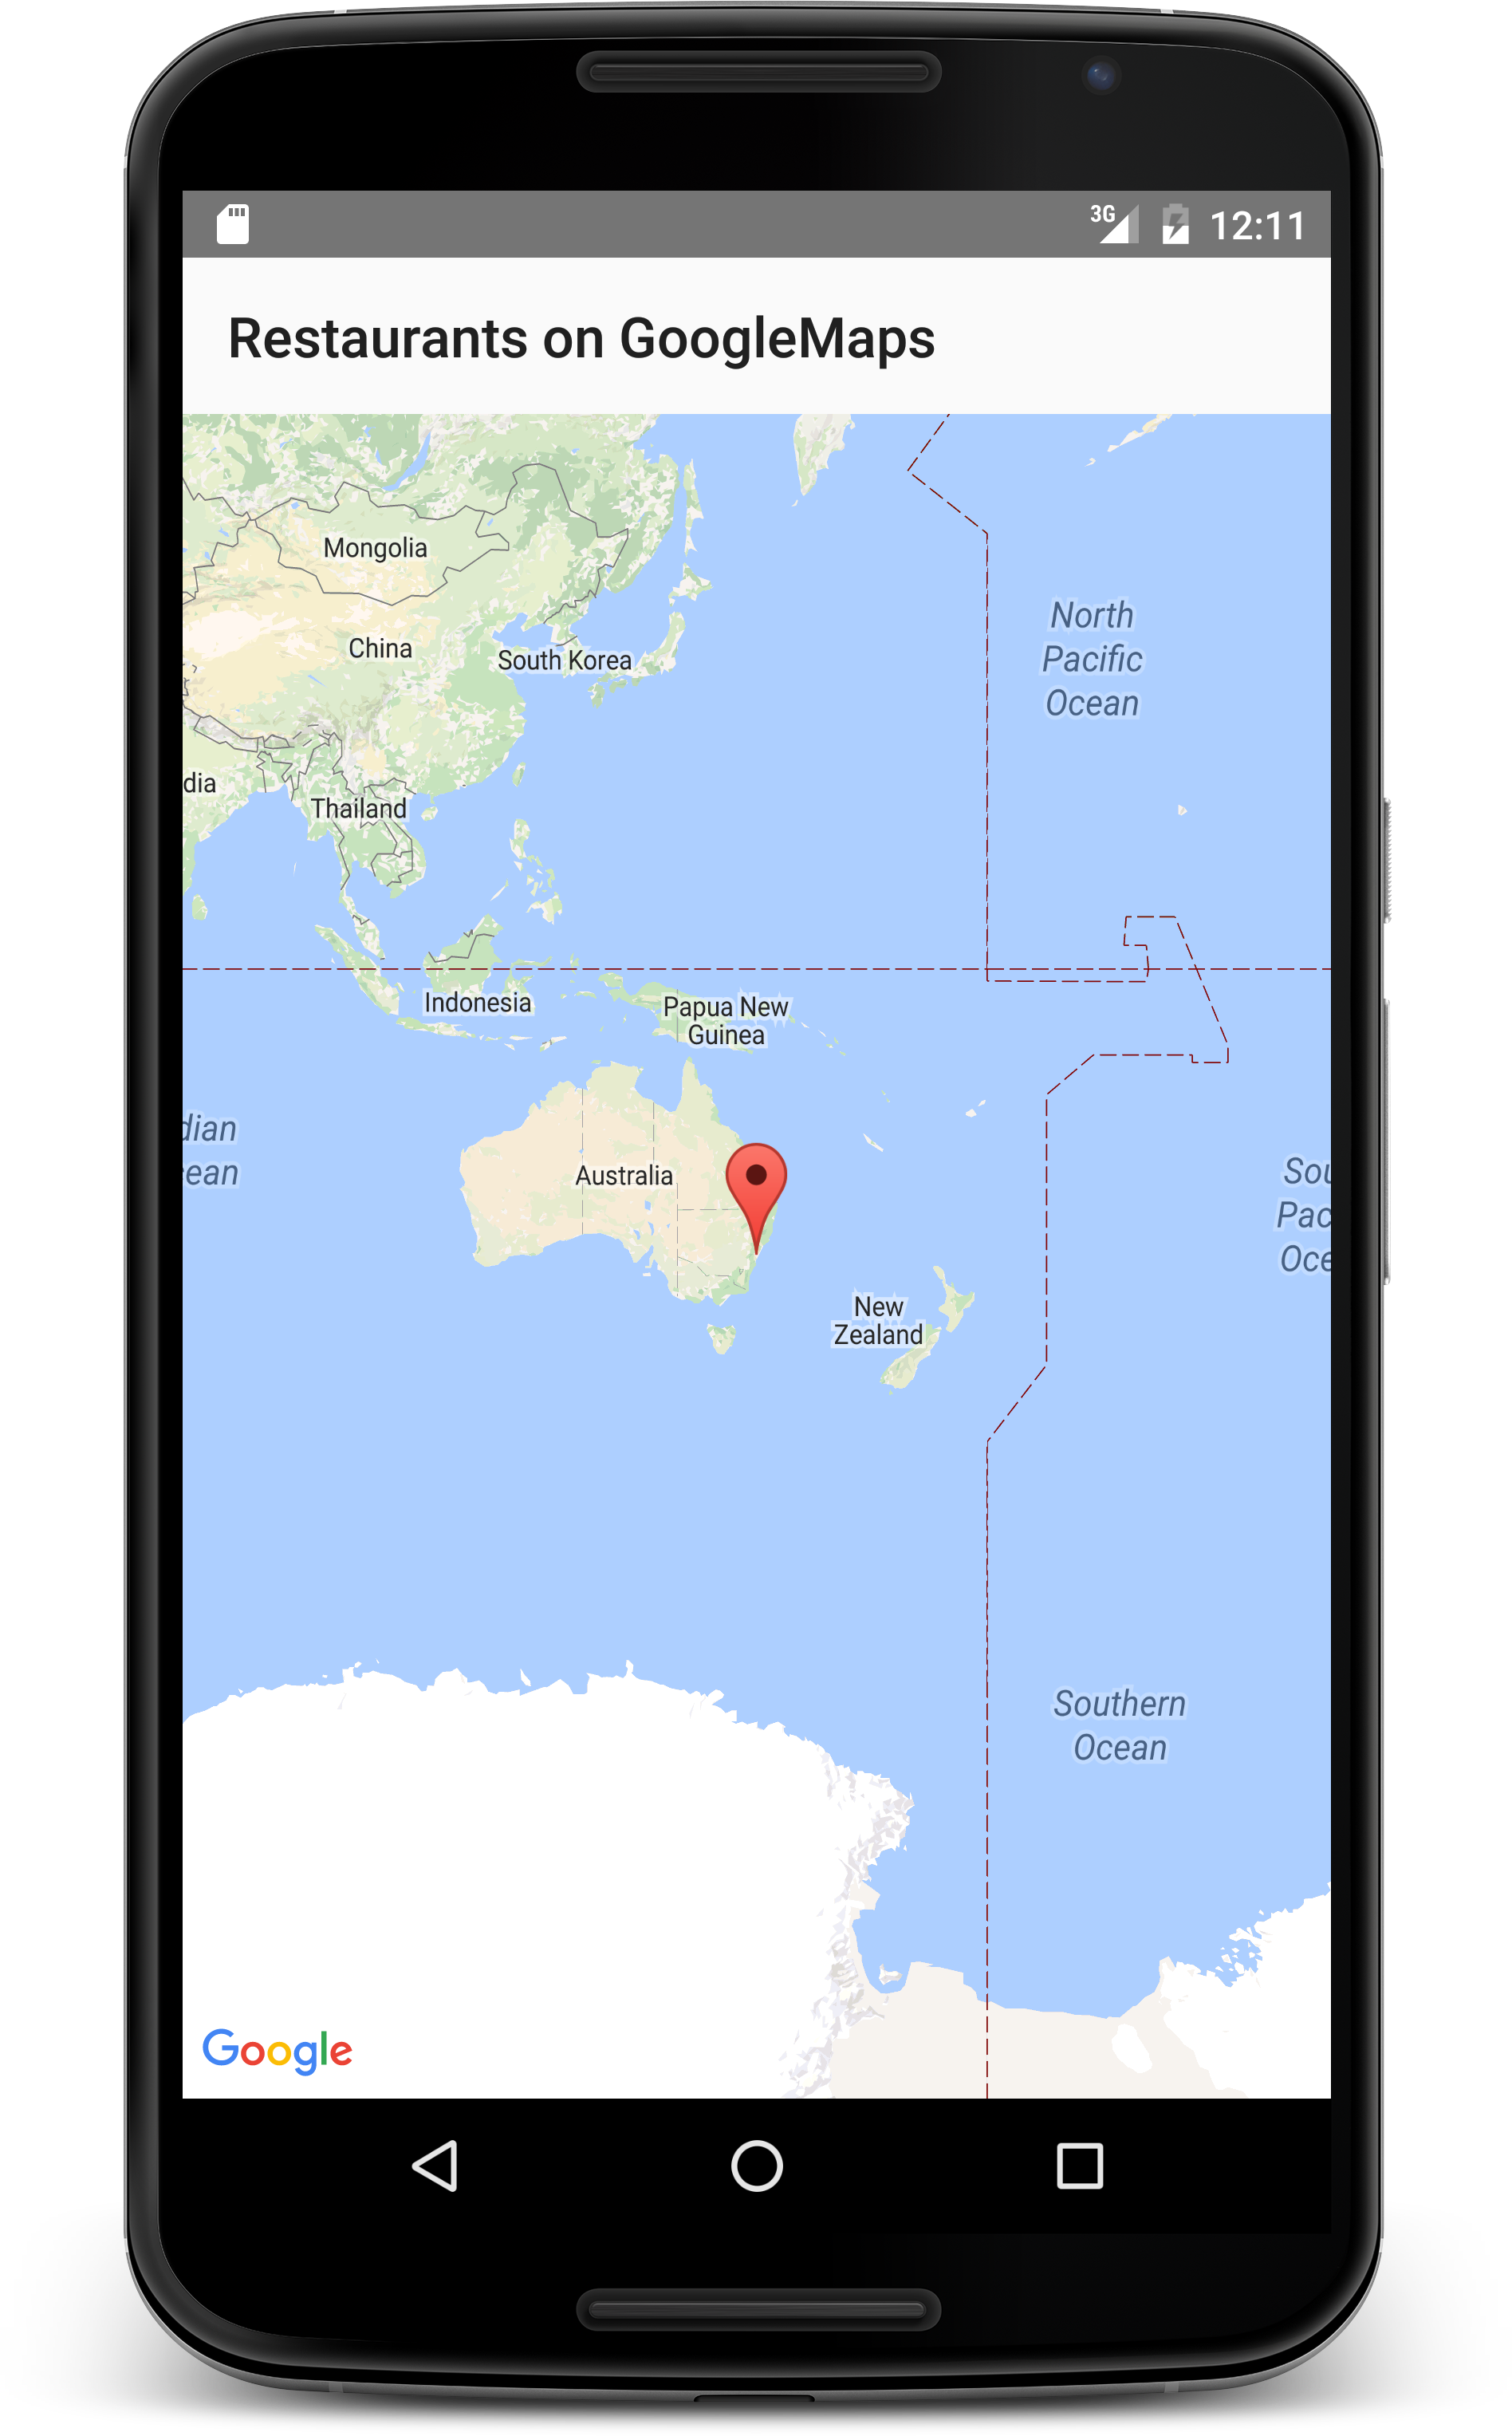 3G 12:11
Restaurants on GoogleMaps
Mongolia
North
Pacific
Ocean
China
South Korea
dia
Thailand
Indonesia
Papua New
Guinea
dian
ean
Australia
Sou
Pac
Oce
New
Zealand
Southern
Ocean
Google